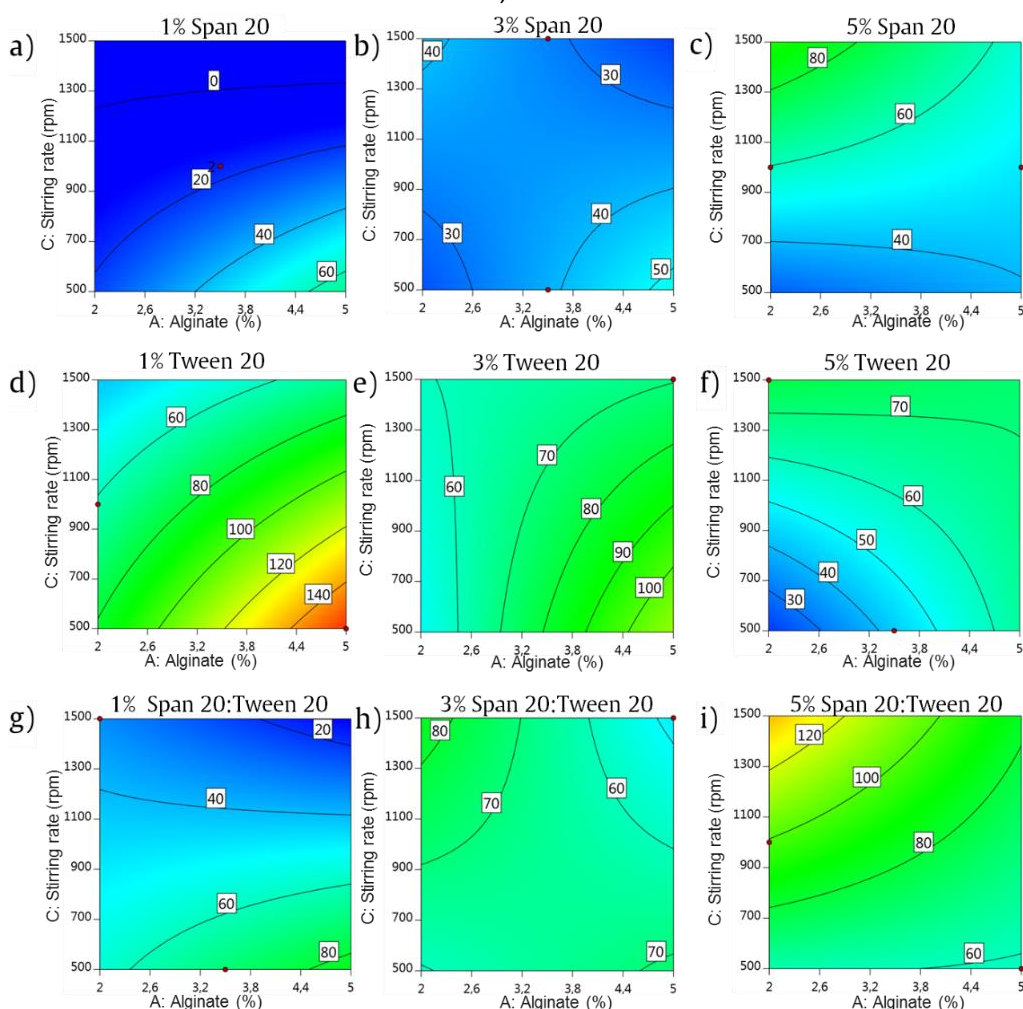 a)
1% Span 20
C: Stirring rate (rpm)
1500
1300
1100
900
700
500
0
2
20
40
60
2 2,6 3,2 3,8 4,4 5
A: Alginate (%)
b)
3% Span 20
C: Stirring rate (rpm)
1500
1300
1100
900
700
500
40
30
30
40
50
2 2,6 3,2 3,8 4,4 5
A: Alginate (%)
c)
5% Span 20
C: Stirring rate (rpm)
1500
1300
1100
900
700
500
80
60
40
2 2,6 3,2 3,8 4,4 5
A: Alginate (%)
d)
1% Tween 20
C: Stirring rate (rpm)
1500
1300
1100
900
700
500
60
80
100
120
140
2 2,6 3,2 3,8 4,4 5
A: Alginate (%)
e)
3% Tween 20
C: Stirring rate (rpm)
1500
1300
1100
900
700
500
60
70
80
90
100
2 2,6 3,2 3,8 4,4 5
A: Alginate (%)
f)
5% Tween 20
C: Stirring rate (rpm)
1500
1300
1100
900
700
500
70
60
50
40
30
2 2,6 3,2 3,8 4,4 5
A: Alginate (%)
g)
1% Span 20:Tween 20
C: Stirring rate (rpm)
1500
1300
1100
900
700
500
20
40
60
80
2 2,6 3,2 3,8 4,4 5
A: Alginate (%)
h)
3% Span 20:Tween 20
C: Stirring rate (rpm)
1500
1300
1100
900
700
500
80
70
60
70
2 2,6 3,2 3,8 4,4 5
A: Alginate (%)
i)
5% Span 20:Tween 20
C: Stirring rate (rpm)
1500
1300
1100
900
700
500
120
100
80
60
2 2,6 3,2 3,8 4,4 5
A: Alginate (%)